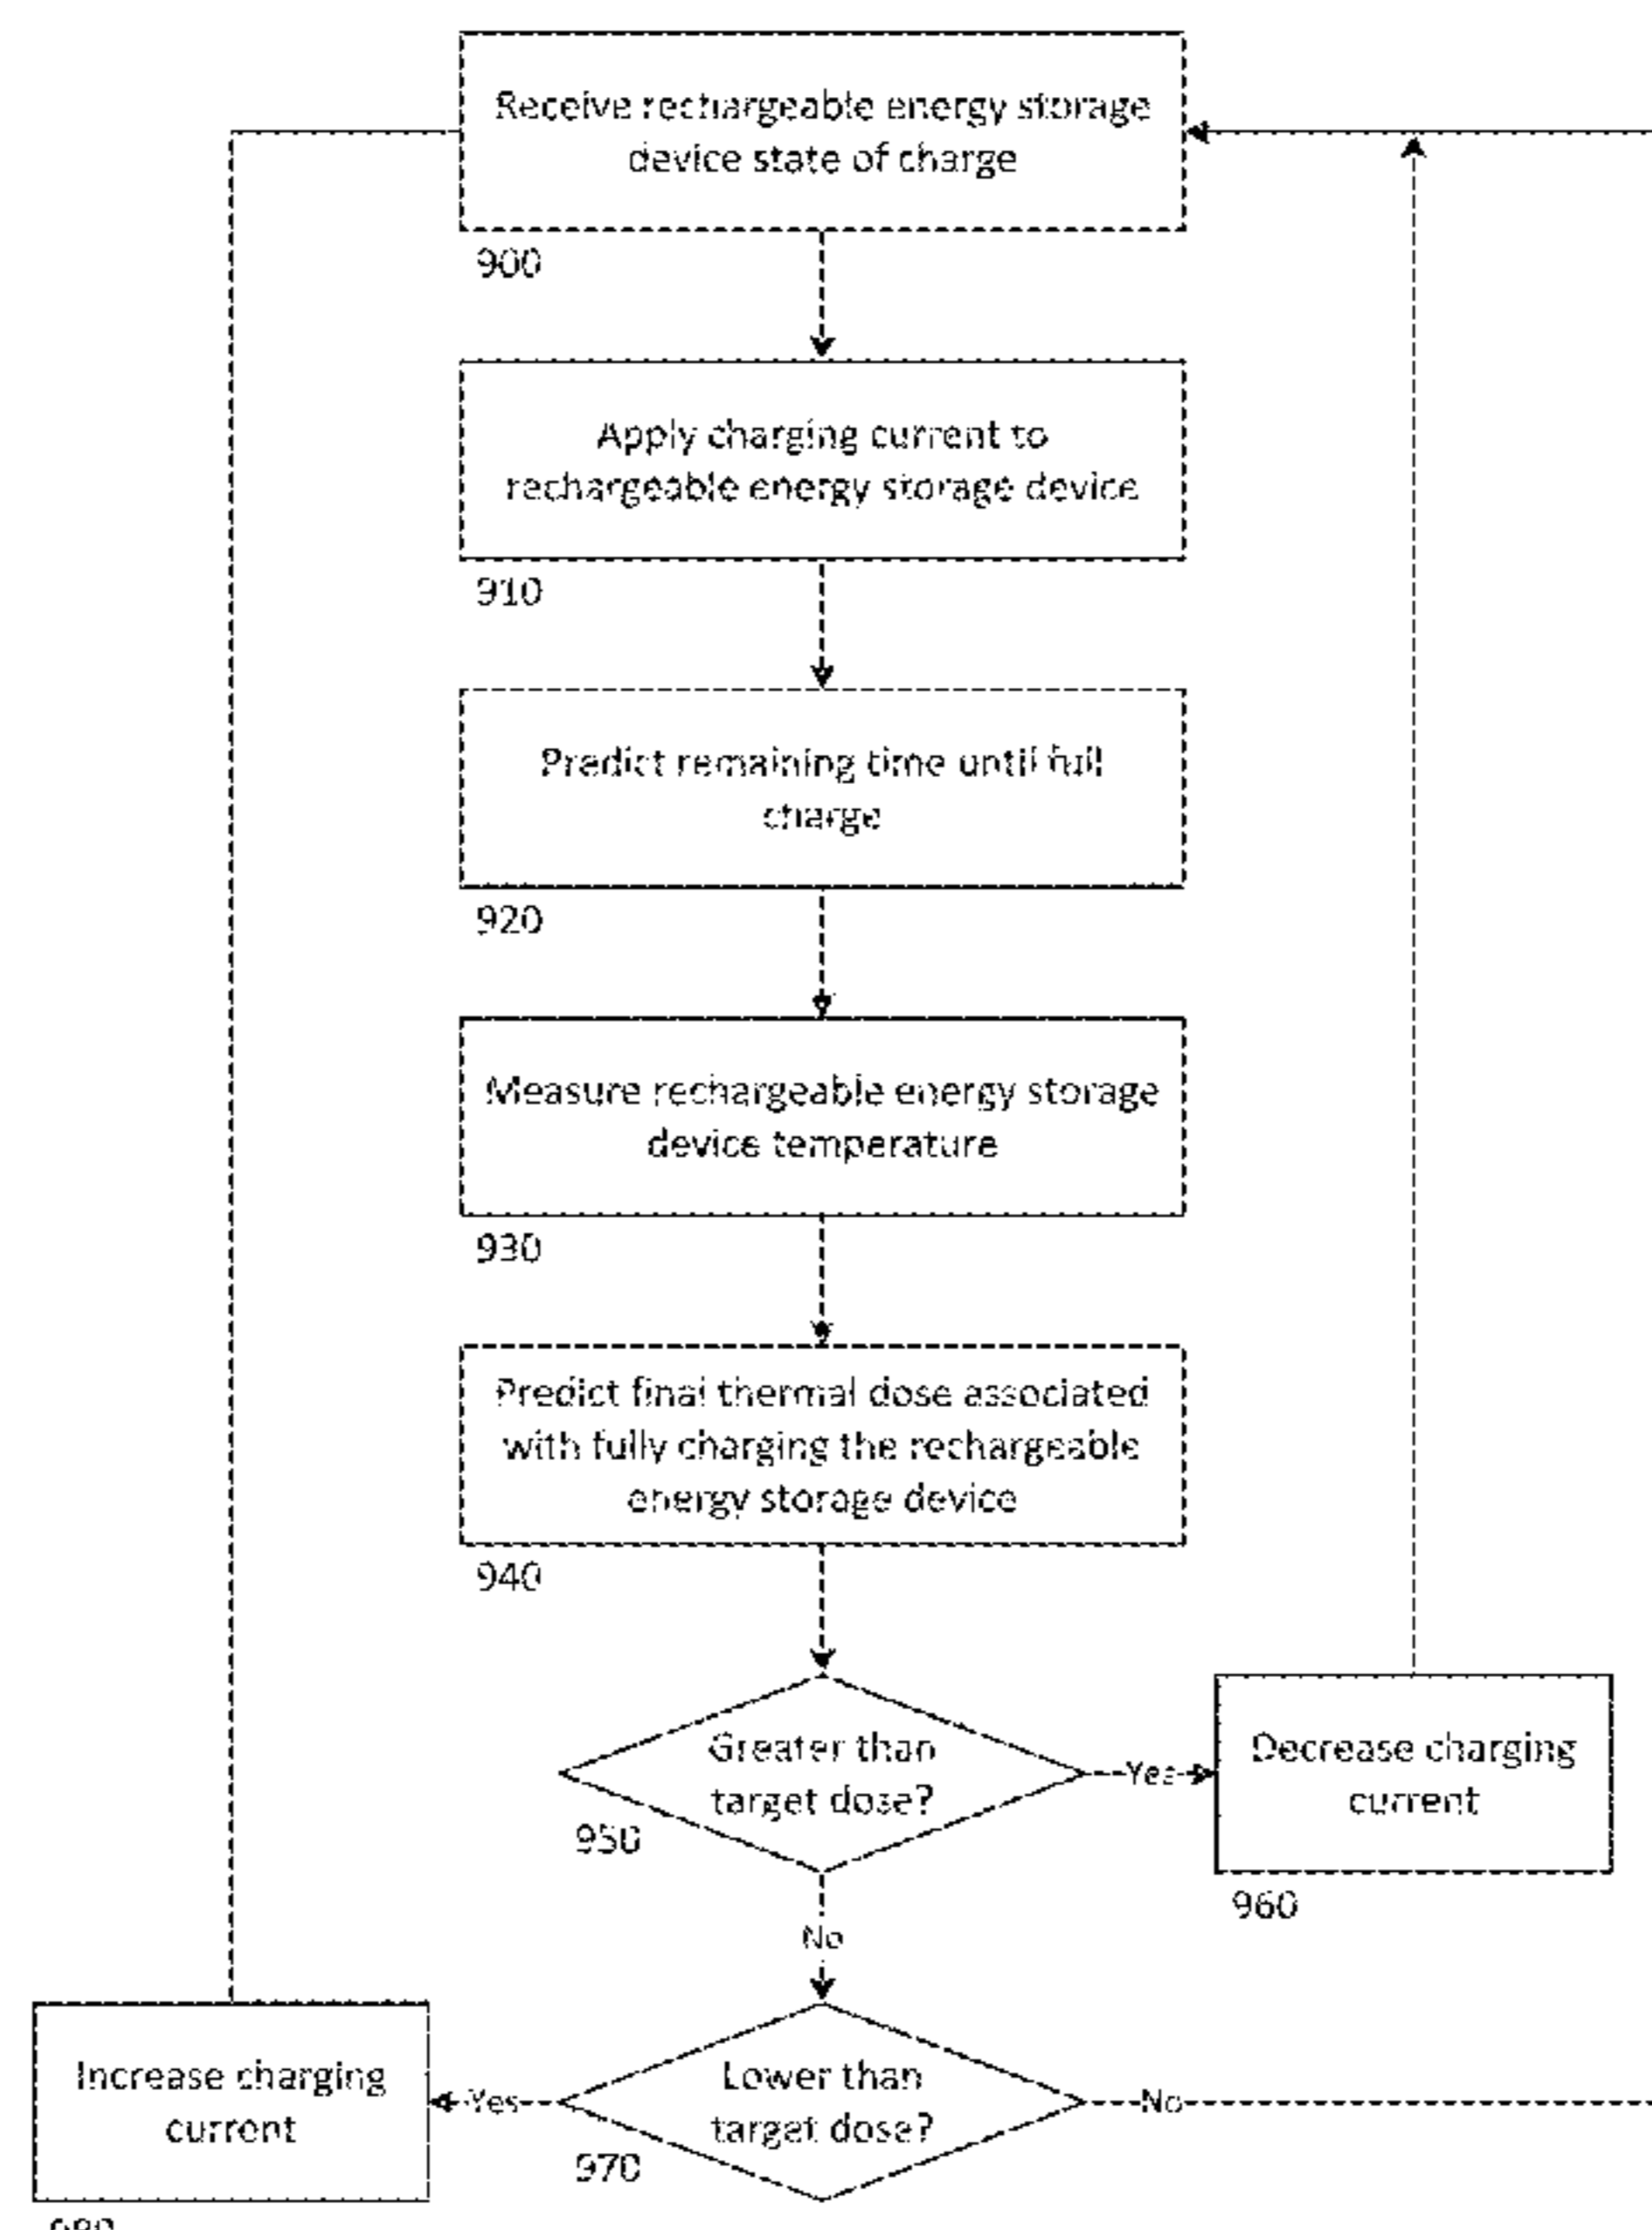 Receive rechargeable energy storage
device state of charge
900
Apply charging current to
rechargeable energy storage device
910
Predict remaining time until full
charge
920
Measure rechargeable energy storage
device temperature
930
Predict final thermal dose associated
with fully charging the rechargeable
energy storage device
940
Greater than
target dose?
950
Yes
Decrease charging
current
960
No
Increase charging
current
Yes
Lower than
target dose?
970
No